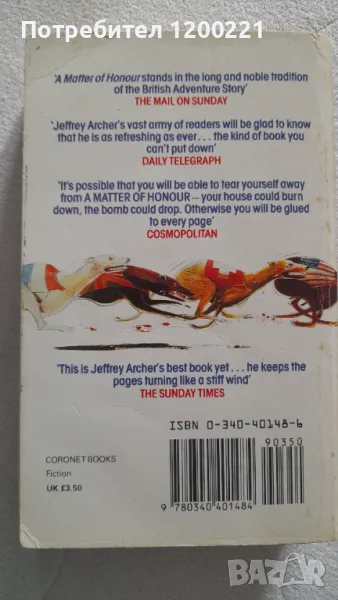 Потребител 1200221
'A Matter of Honour stands in the long and noble tradition
of the British Adventure Story'
THE MAIL ON SUNDAY
'Jeffrey Archer's vast army of readers will be glad to know
that he is as refreshing as ever... the kind of book you
can't put down'
DAILY TELEGRAPH
'It's possible that you will be able to tear yourself away
from A MATTER OF HONOUR – your house could burn
down, the bomb could drop. Otherwise you will be glued
to every page'
COSMOPOLITAN
'This is Jeffrey Archer's best book yet... he keeps the
pages turning like a stiff wind'
THE SUNDAY TIMES
ISBN 0-340-40148-6
90350
CORONET BOOKS
Fiction
UK £3.50
9 780340 401484
BAZAR